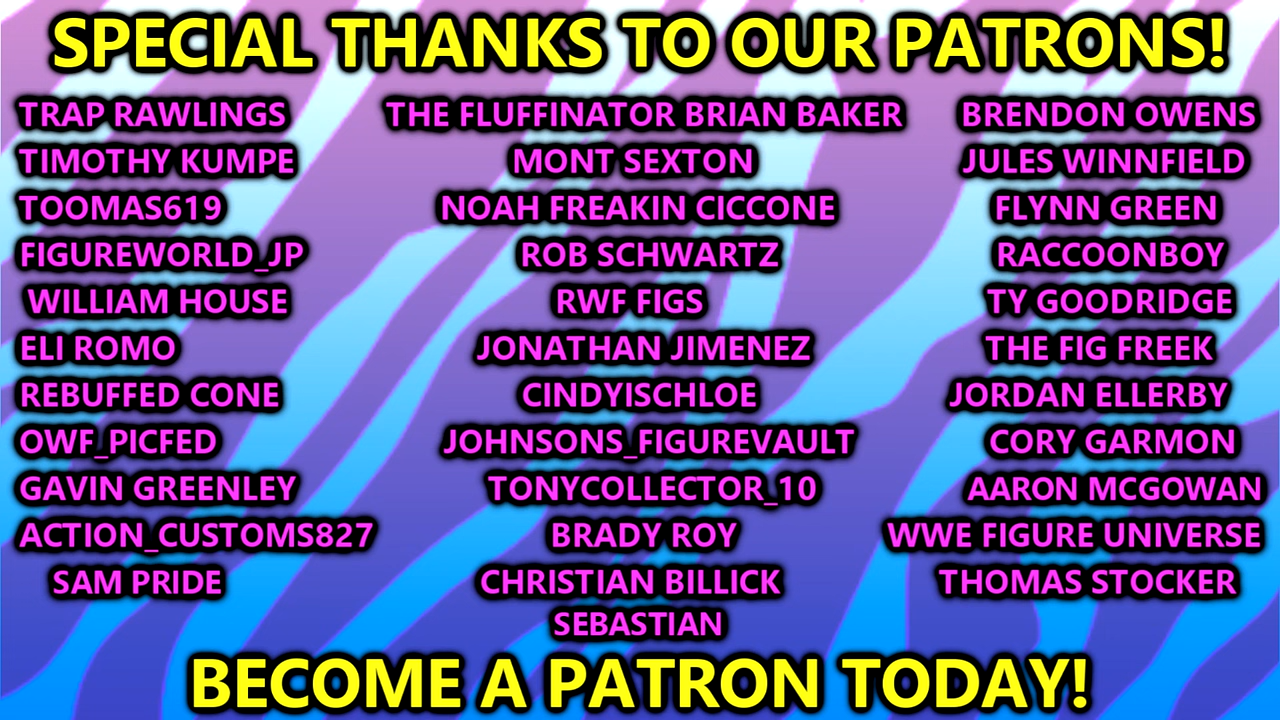 SPECIAL THANKS TO OUR PATRONS!
TRAP RAWLINGS
TIMOTHY KUMPE
TOOMAS619
FIGUREWORLD_JP
WILLIAM HOUSE
ELI ROMO
REBUFFED CONE
OWF_PICFED
GAVIN GREENLEY
ACTION_CUSTOMS827
SAM PRIDE
THE FLUFFINATOR BRIAN BAKER
MONT SEXTON
NOAH FREAKIN CICCONE
ROB SCHWARTZ
RWF FIGS
JONATHAN JIMENEZ
CINDYISCHLOE
JOHNSONS_FIGUREVAULT
TONYCOLLECTOR_10
BRADY ROY
CHRISTIAN BILLICK
SEBASTIAN
BRENDON OWENS
JULES WINNFIELD
FLYNN GREEN
RACCOONBOY
TY GOODRIDGE
THE FIG FREEK
JORDAN ELLERBY
CORY GARMON
AARON MCGOWAN
WWE FIGURE UNIVERSE
THOMAS STOCKER
BECOME A PATRON TODAY!